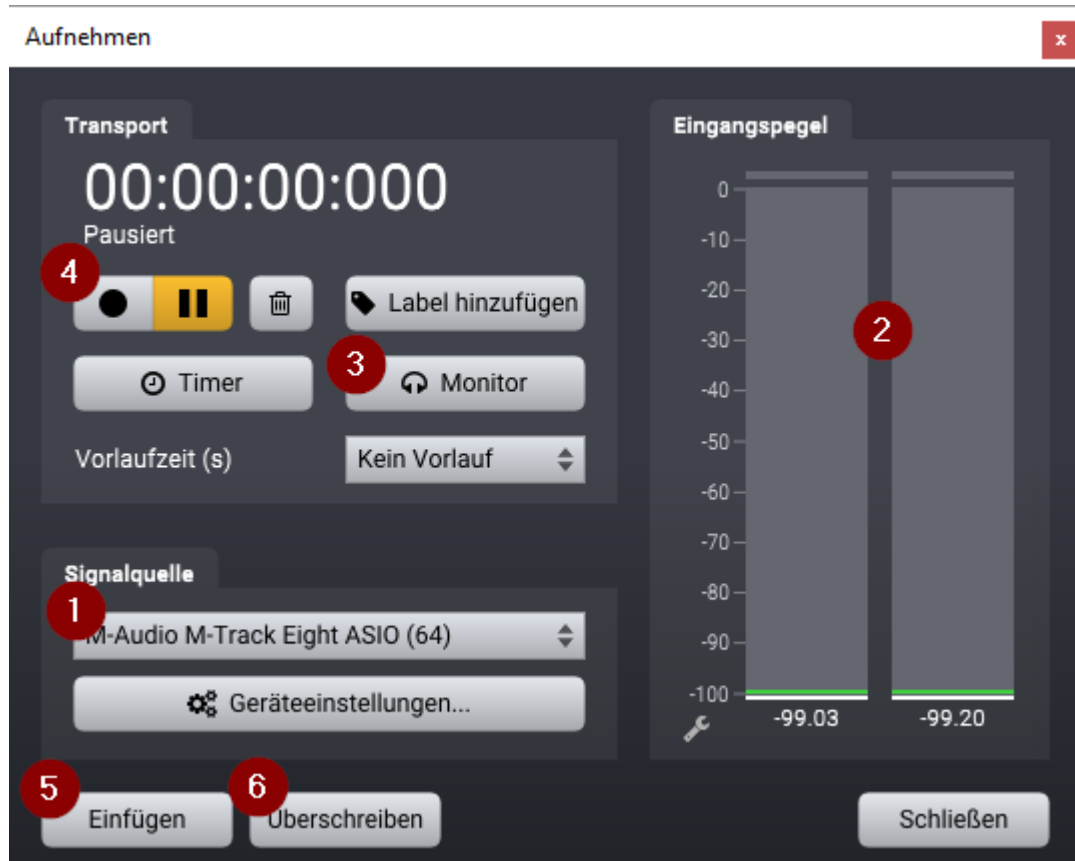 Aufnehmen
x
Transport
00:00:00:000
Pausiert
4
Label hinzufügen
Timer
3
Monitor
Vorlaufzeit (s)
Kein Vorlauf
Signalquelle
1
M-Audio M-Track Eight ASIO (64)
Geräteeinstellungen...
Eingangspegel
0
-10
-20
-30
-40
-50
-60
-70
-80
-90
-100
2
-99.03 -99.20
5
Einfügen
6
Überschreiben
Schließen